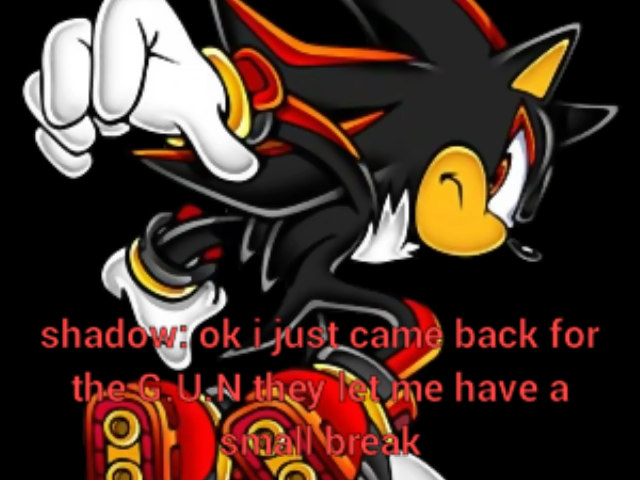 shadow: ok i just came back for
the G.U.N they let me have a
small break